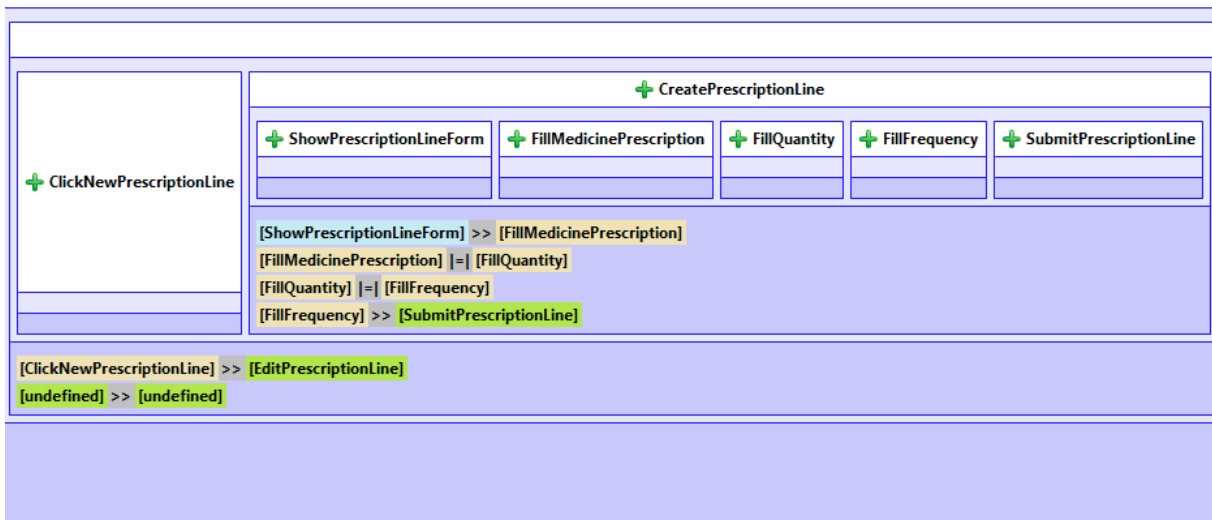 CreatePrescriptionLine
ShowPrescriptionLineForm FillMedicinePrescription FillQuantity FillFrequency SubmitPrescriptionLine
ClickNewPrescriptionLine
[ShowPrescriptionLineForm] >> [FillMedicinePrescription]
[FillMedicinePrescription] |=| [FillQuantity]
[FillQuantity] |=| [FillFrequency]
[FillFrequency] >> [SubmitPrescriptionLine]
[ClickNewPrescriptionLine] >> [EditPrescriptionLine]
[undefined] >> [undefined]